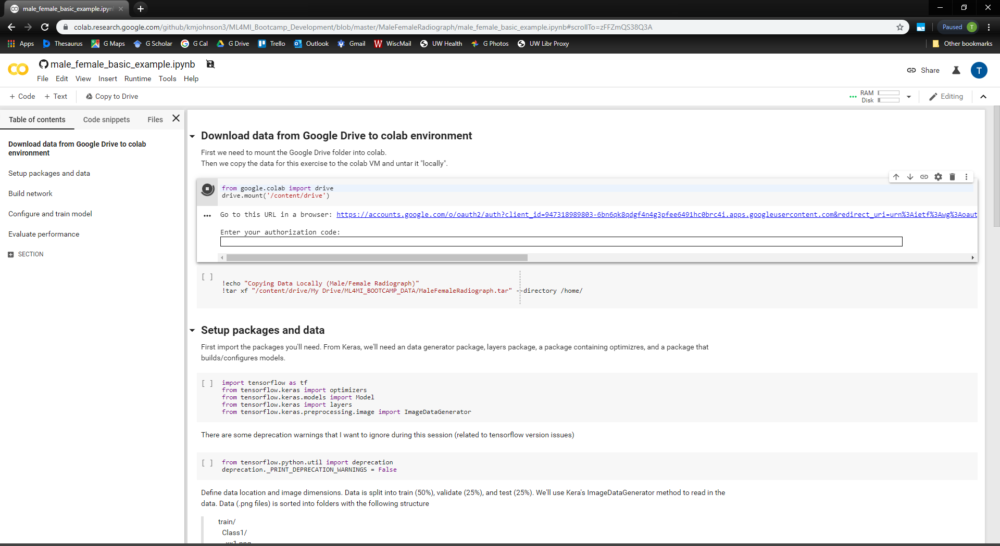 male_female_basic_example.ipyn
colab.research.google.com/github/kmjohnson3/ML4MI_Bootcamp_Development/blob/master/MaleFemaleRadiograph/male_female_basic_example.ipynb#scrollTo=zFFZmQS38Q3A
Paused T
Apps Thesaurus G Maps G Scholar G Cal G Drive Trello Outlook Gmail WiscMail UW Health G Photos UW Libr Proxy Other bookmarks
male_female_basic_example.ipynb
File Edit View Insert Runtime Tools Help
Share T
+ Code + Text Copy to Drive
RAM
Disk
Editing
Table of contents Code snippets Files
Download data from Google Drive to colab
environment
Setup packages and data
Build network
Configure and train model
Evaluate performance
SECTION
Download data from Google Drive to colab environment
First we need to mount the Google Drive folder into colab.
Then we copy the data for this exercise to the colab VM and untar it "locally".
from google.colab import drive
drive.mount('/content/drive')
Go to this URL in a browser: https://accounts.google.com/o/oauth2/auth?client_id=947318989803-6bn6qk8qdgf4n4g3pfee6491hc0brc4i.apps.googleusercontent.com&redirect_uri=urn%3Aietf%3Awg%3Aoaut
Enter your authorization code:
[ ]
!echo "Copying Data Locally (Male/Female Radiograph)"
!tar xf "/content/drive/My Drive/ML4MI_BOOTCAMP_DATA/MaleFemaleRadiograph.tar" --directory /home/
Setup packages and data
First import the packages you'll need. From Keras, we'll need an data generator package, layers package, a package containing optimizres, and a package that
builds/configures models.
[ ] import tensorflow as tf
from tensorflow.keras import optimizers
from tensorflow.keras.models import Model
from tensorflow.keras import layers
from tensorflow.keras.preprocessing.image import ImageDataGenerator
There are some deprecation warnings that I want to ignore during this session (related to tensorflow version issues)
[ ] from tensorflow.python.util import deprecation
deprecation._PRINT_DEPRECATION_WARNINGS = False
Define data location and image dimensions. Data is split into train (50%), validate (25%), and test (25%). We'll use Kera's ImageDataGenerator method to read in the
data. Data (.png files) is sorted into folders with the following structure
train/
Class1/
xx1.png